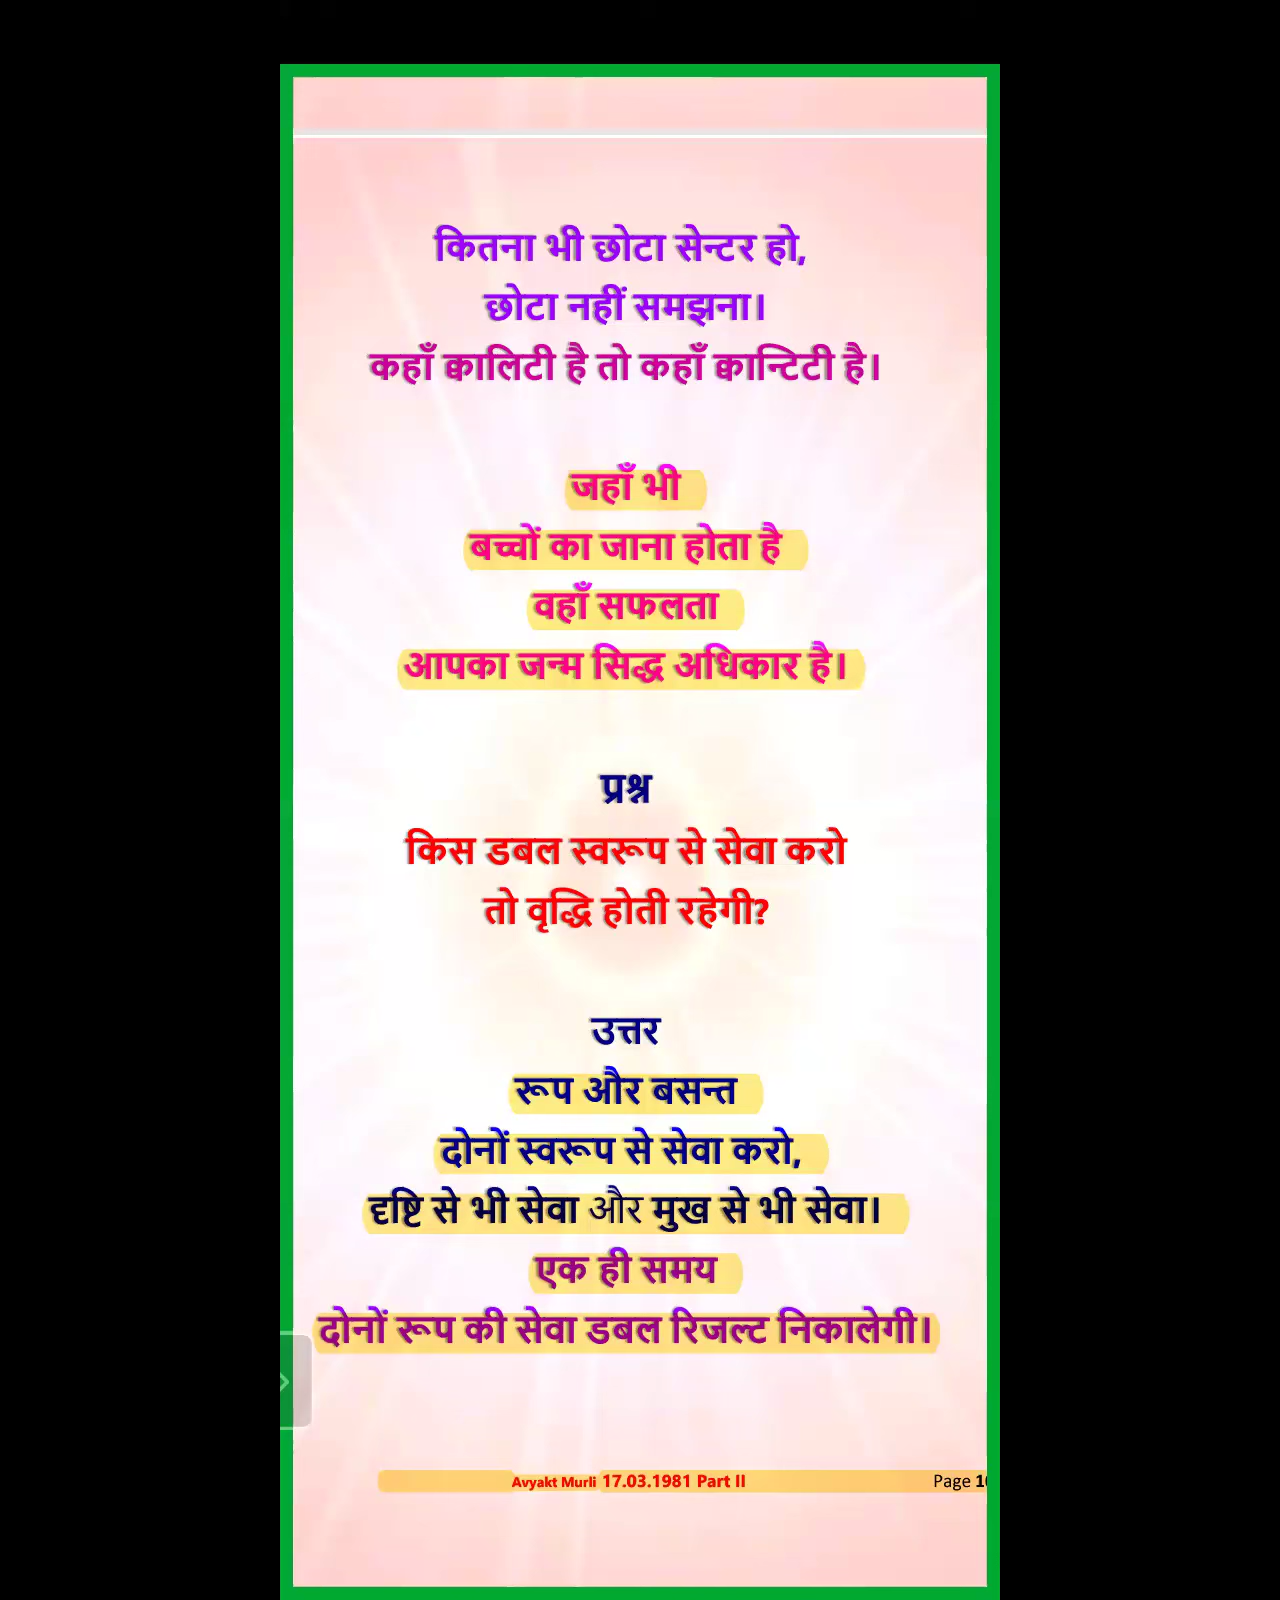 कितना भी छोटा सेन्टर हो,
छोटा नहीं समझना।
कहाँ क्वालिटी है तो कहाँ क्वान्टिटी है।
जहाँ भी
बच्चों का जाना होता है
वहाँ सफलता
आपका जन्म सिद्ध अधिकार है।
प्रश्न
किस डबल स्वरूप से सेवा करो
तो वृद्धि होती रहेगी?
उत्तर
रूप और बसन्त
दोनों स्वरूप से सेवा करो,
दृष्टि से भी सेवा और मुख से भी सेवा।
एक ही समय
दोनों रूप की सेवा डबल रिजल्ट निकालेगी।
Avyakt Murli 17.03.1981 Part II Page